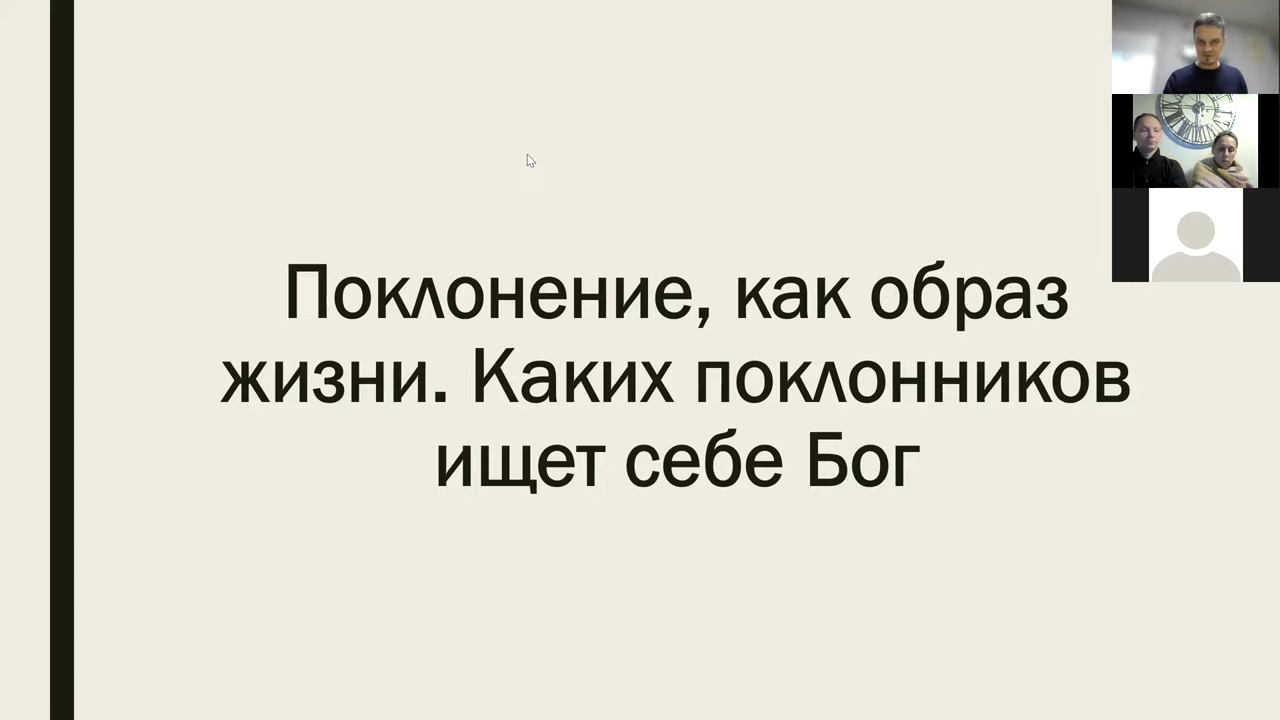 Поклонение, как образ
жизни. Каких поклонников
ищет себе Бог